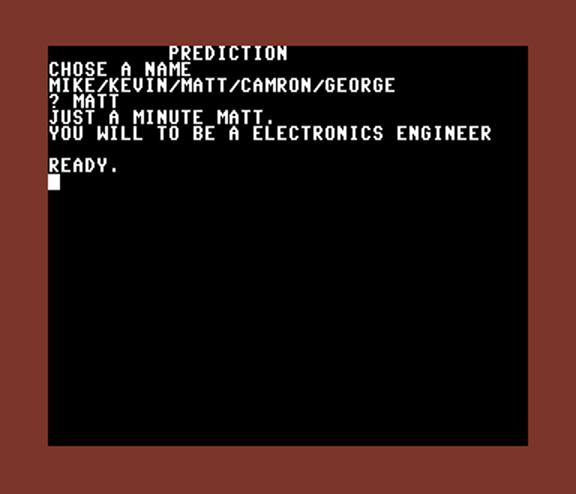 PREDICTION
CHOSE A NAME
MIKE/KEVIN/MATT/CAMRON/GEORGE
? MATT
JUST A MINUTE MATT.
YOU WILL TO BE A ELECTRONICS ENGINEER
READY.